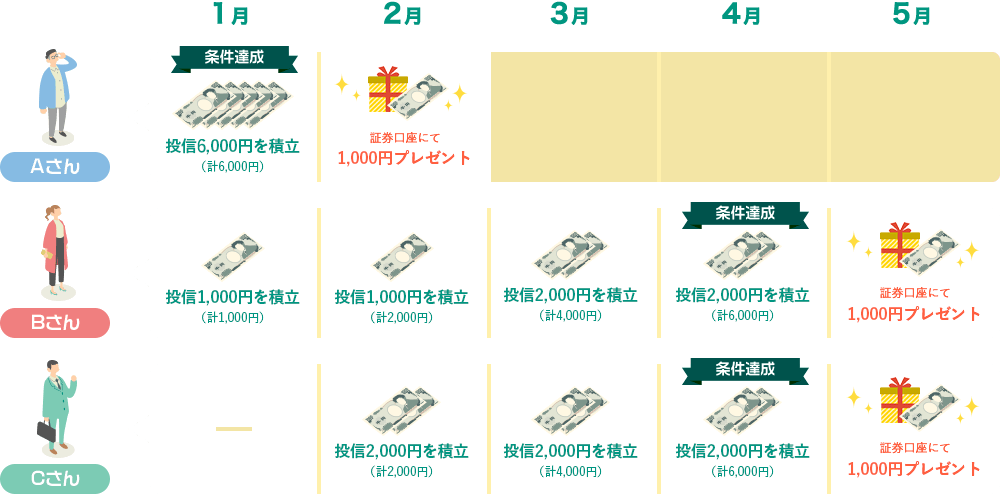 1月 2月 3月 4月 5月
条件達成
投信6,000円を積立
（計6,000円）
証券口座にて
1,000円プレゼント
Aさん
条件達成
投信1,000円を積立
（計1,000円）
投信1,000円を積立
（計2,000円）
投信2,000円を積立
（計4,000円）
投信2,000円を積立
（計6,000円）
証券口座にて
1,000円プレゼント
Bさん
条件達成
投信2,000円を積立
（計2,000円）
投信2,000円を積立
（計4,000円）
投信2,000円を積立
（計6,000円）
証券口座にて
1,000円プレゼント
Cさん